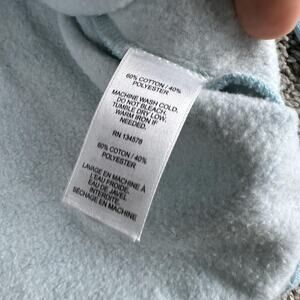 60% COTTON / 40%
POLYESTER
MACHINE WASH COLD.
DO NOT BLEACH.
TUMBLE DRY LOW.
WARM IRON IF
NEEDED.
RN 134578
60% COTON / 40%
POLYESTER
LAVAGE EN MACHINE À
L'EAU FROIDE.
EAU DE JAVEL
INTERDITE.
SÉCHAGE EN MACHINE